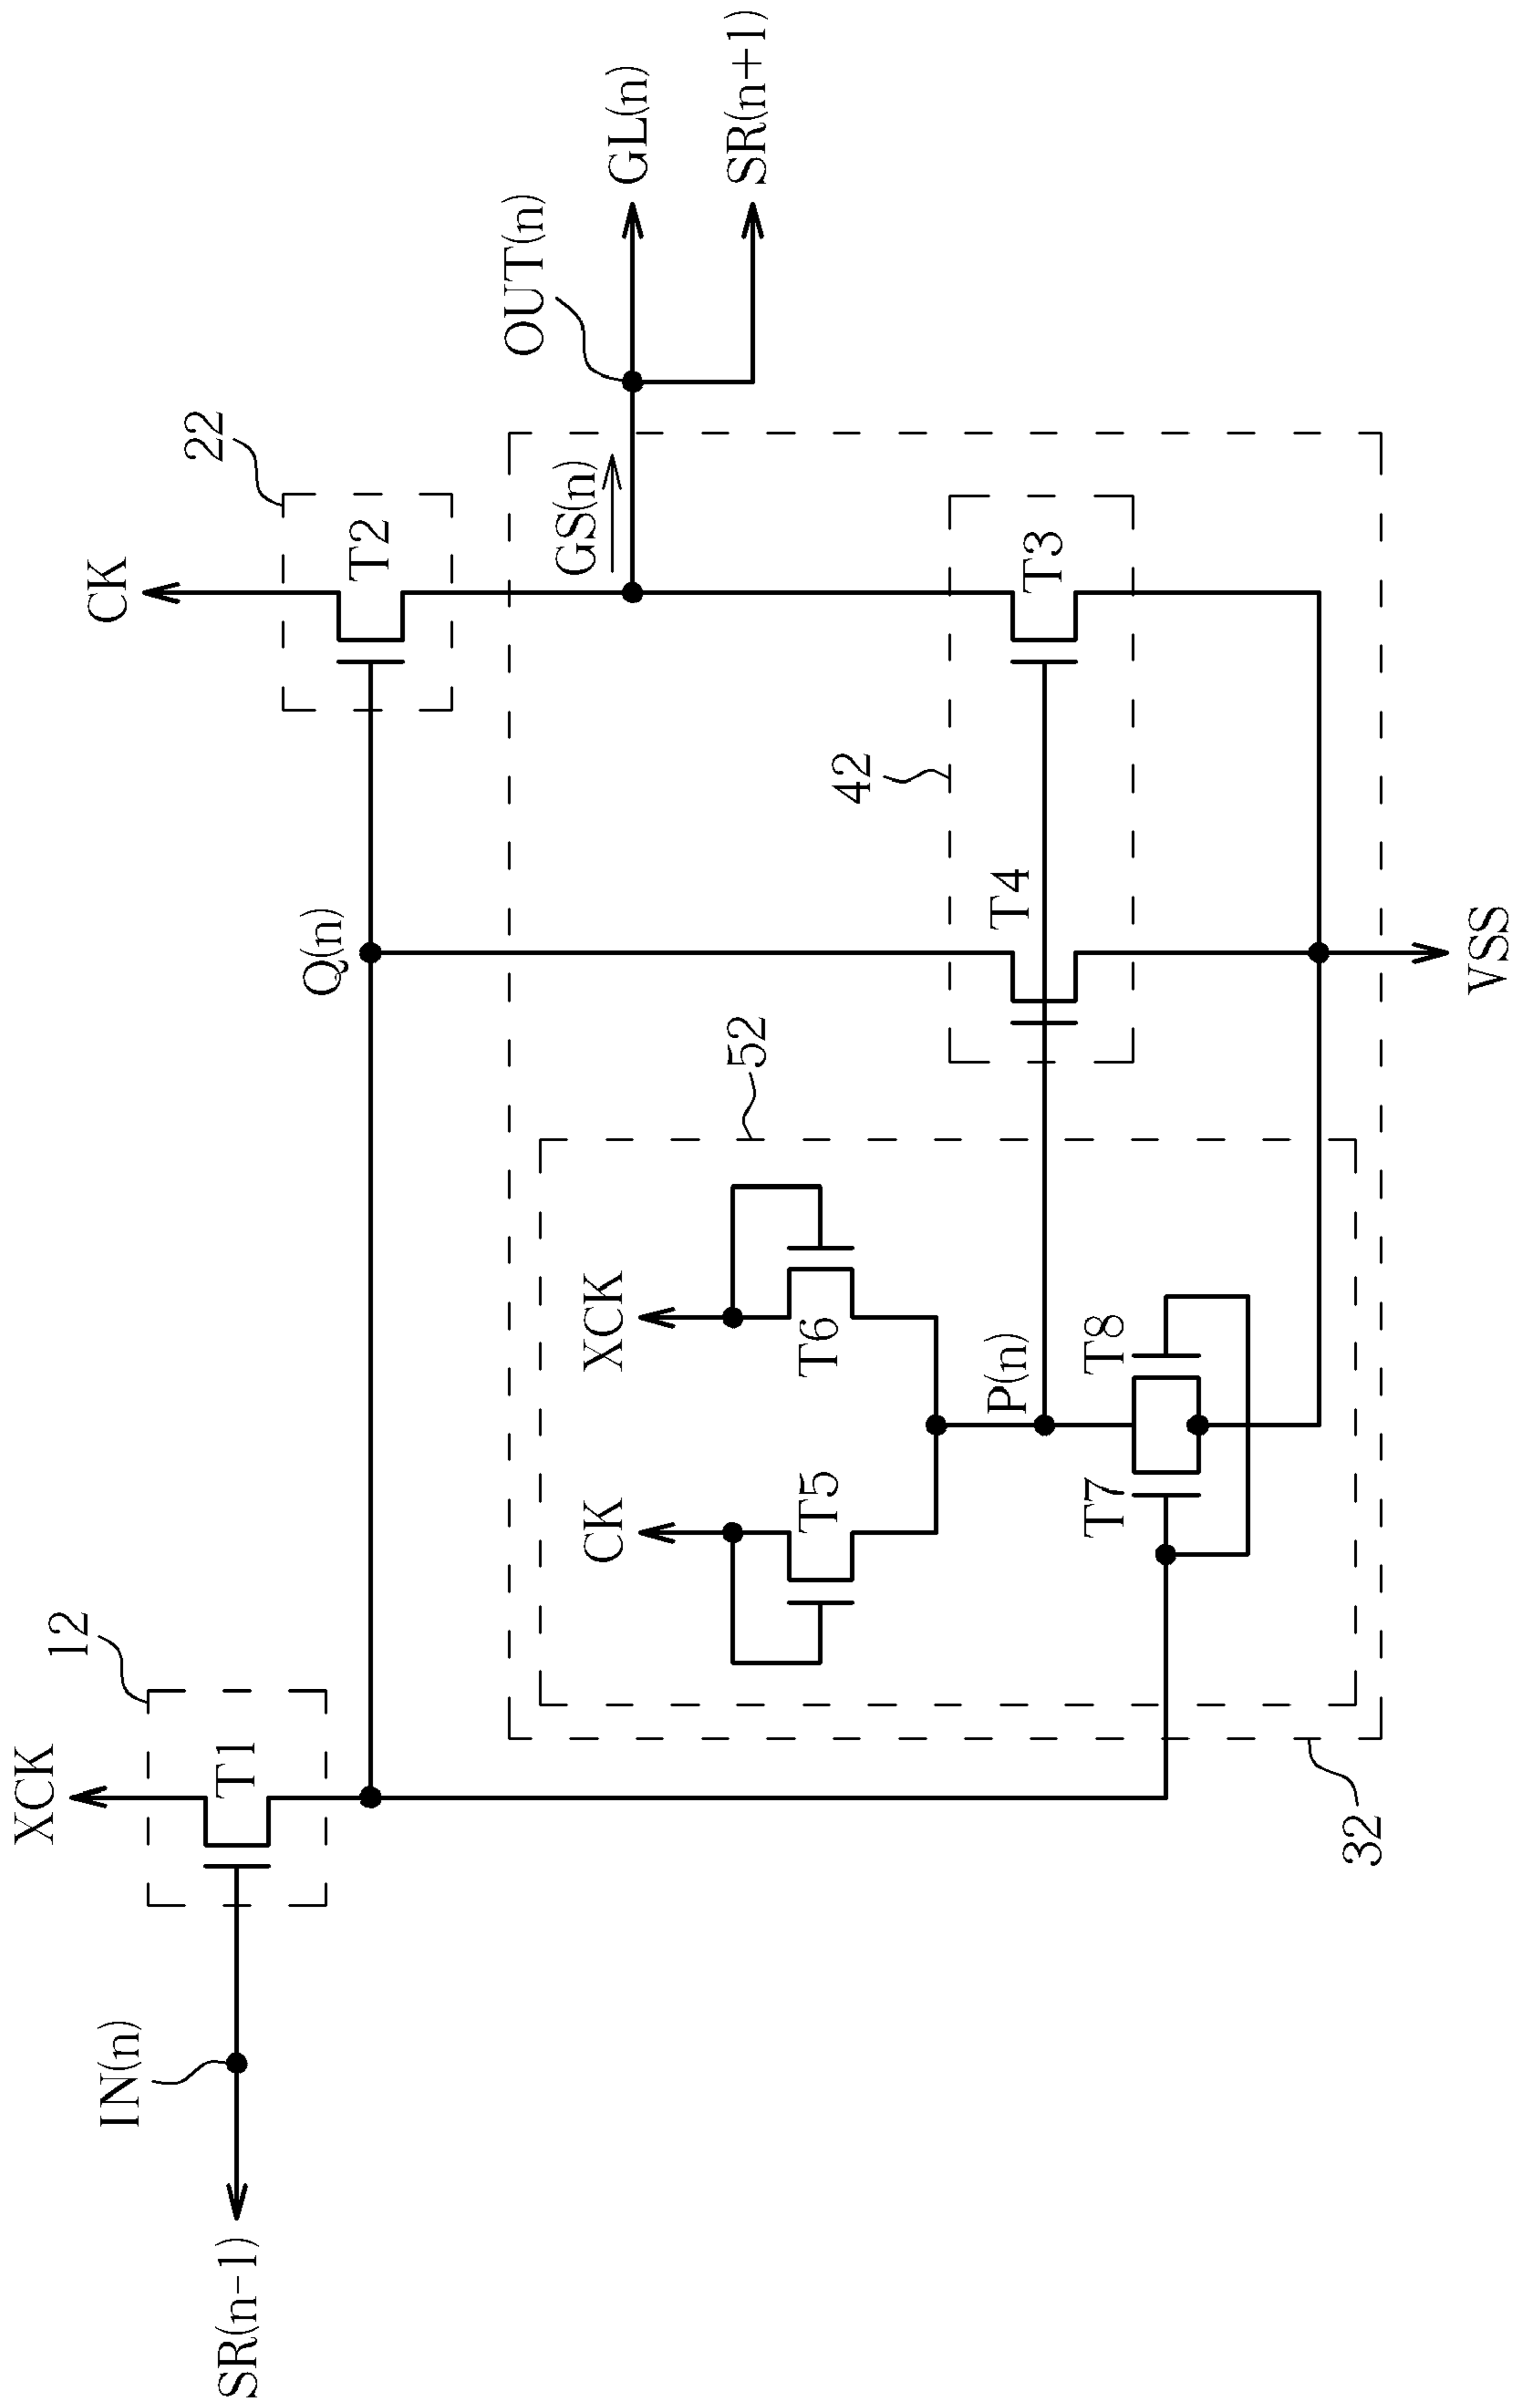 XCK
12
T1
IN(n)
SR(n-1)
Q(n)
CK
22
T2
GS(n)
OUT(n)
GL(n)
SR(n+1)
CK
XCK
52
T5
T6
P(n)
T7
T8
42
T4
T3
32
VSS